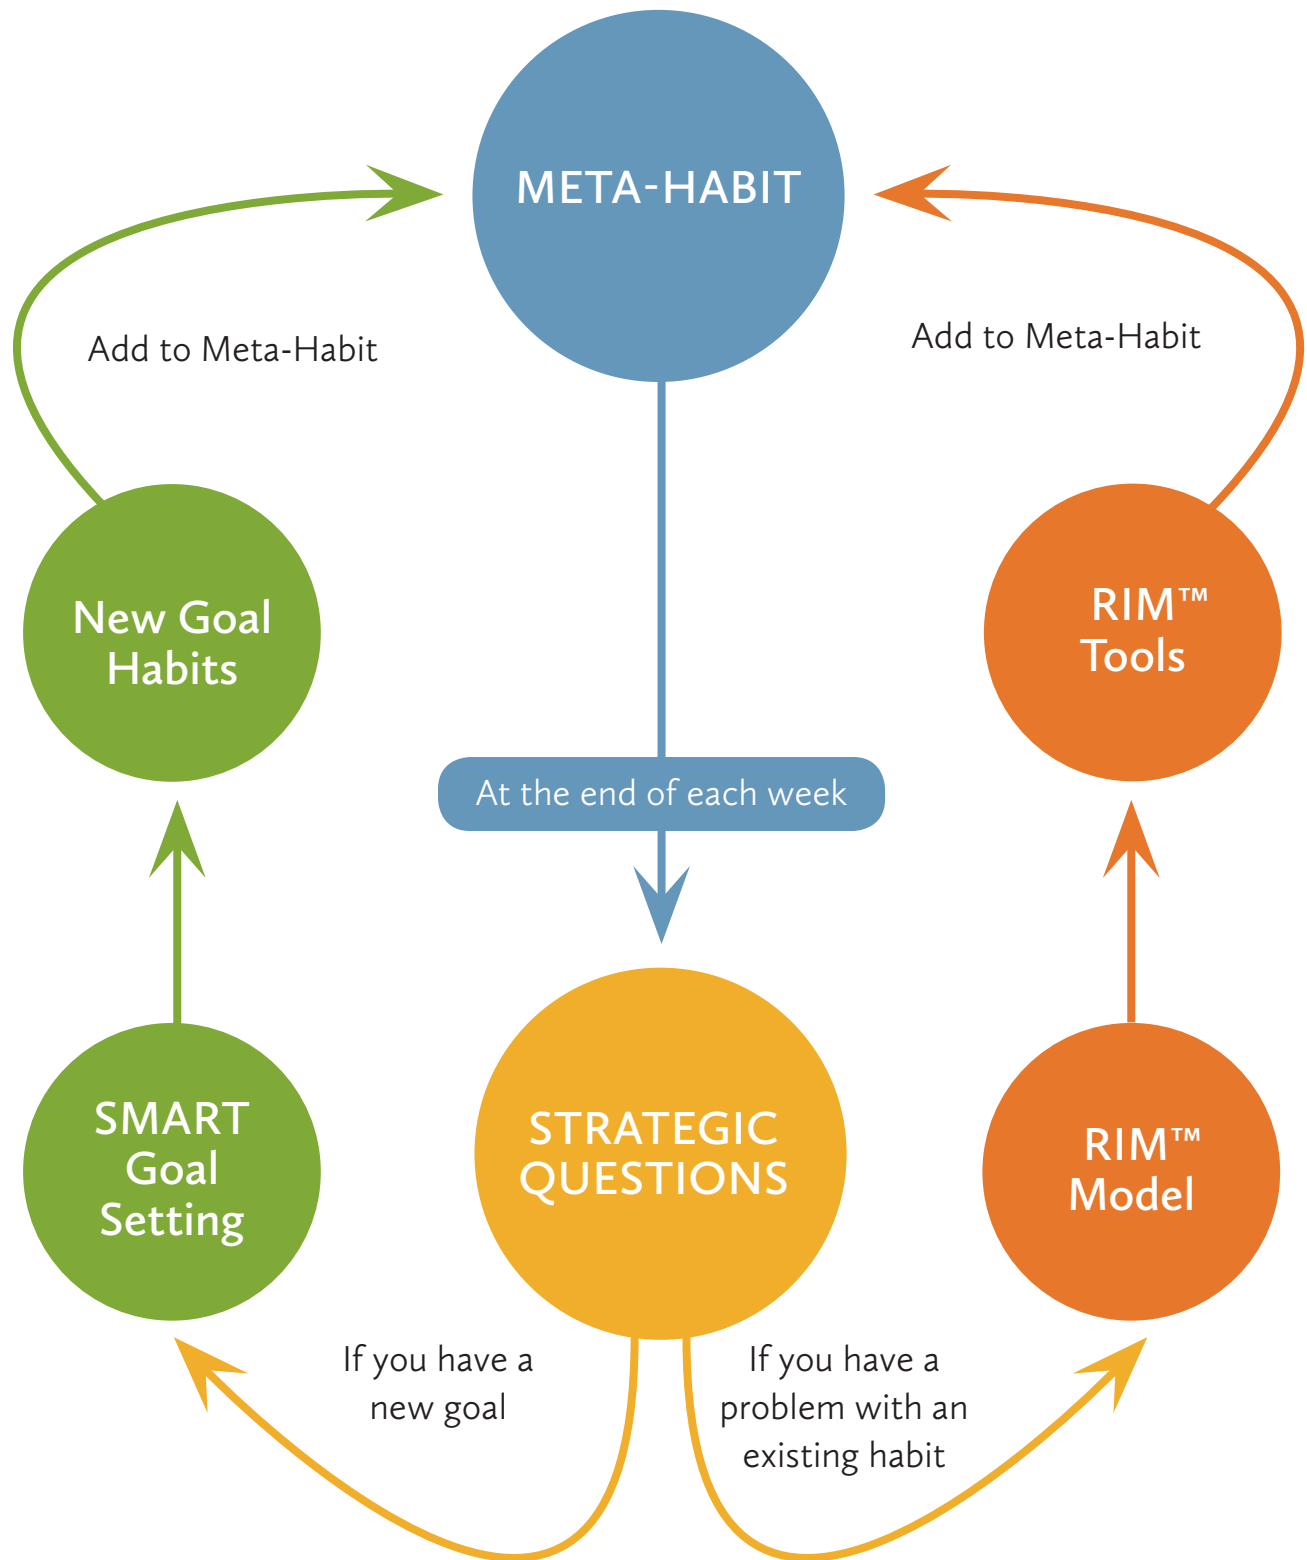 META-HABIT
Add to Meta-Habit
Add to Meta-Habit
New Goal
Habits
RIM™
Tools
At the end of each week
SMART
Goal
Setting
STRATEGIC
QUESTIONS
RIM™
Model
If you have a
new goal
If you have a
problem with an
existing habit